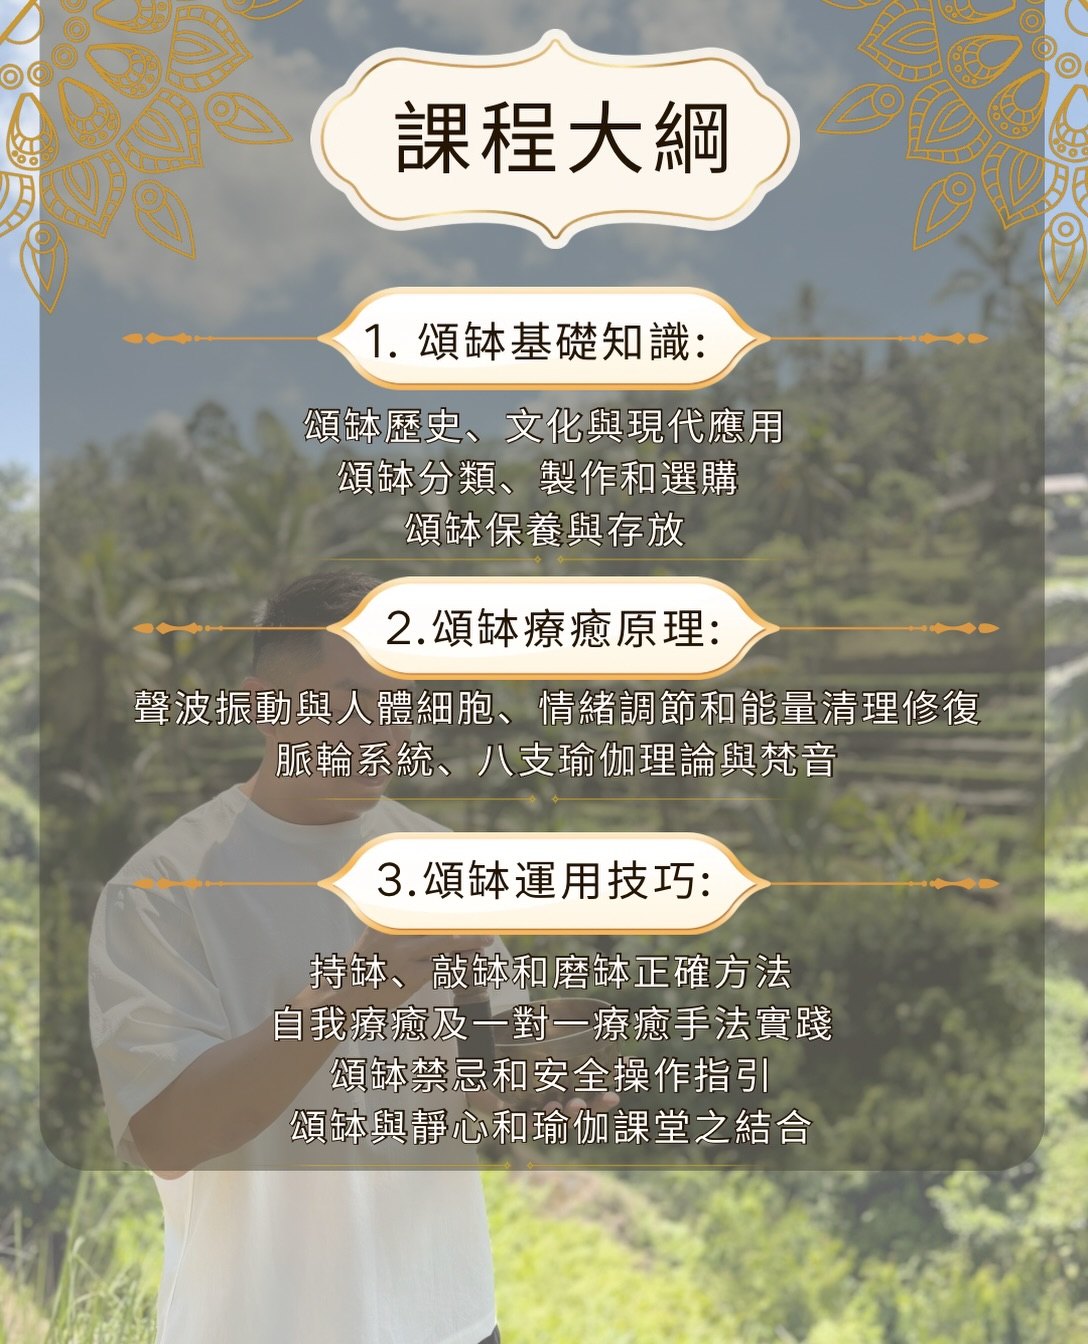 課程大綱
1. 頌缽基礎知識:
頌缽歷史、文化與現代應用
頌缽分類、製作和選購
頌缽保養與存放
2.頌缽療癒原理:
聲波振動與人體細胞、情緒調節和能量清理修復
脈輪系統、八支瑜伽理論與梵音
3.頌缽運用技巧:
持缽、敲缽和磨缽正確方法
自我療癒及一對一療癒手法實踐
頌缽禁忌和安全操作指引
頌缽與靜心和瑜伽課堂之結合